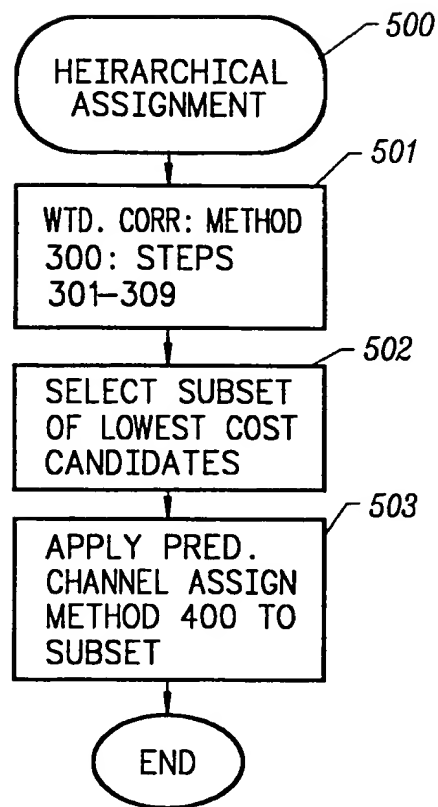 500
HEIRARCHICAL
ASSIGNMENT
501
WTD. CORR: METHOD
300: STEPS
301-309
502
SELECT SUBSET
OF LOWEST COST
CANDIDATES
503
APPLY PRED.
CHANNEL ASSIGN
METHOD 400 TO
SUBSET
END